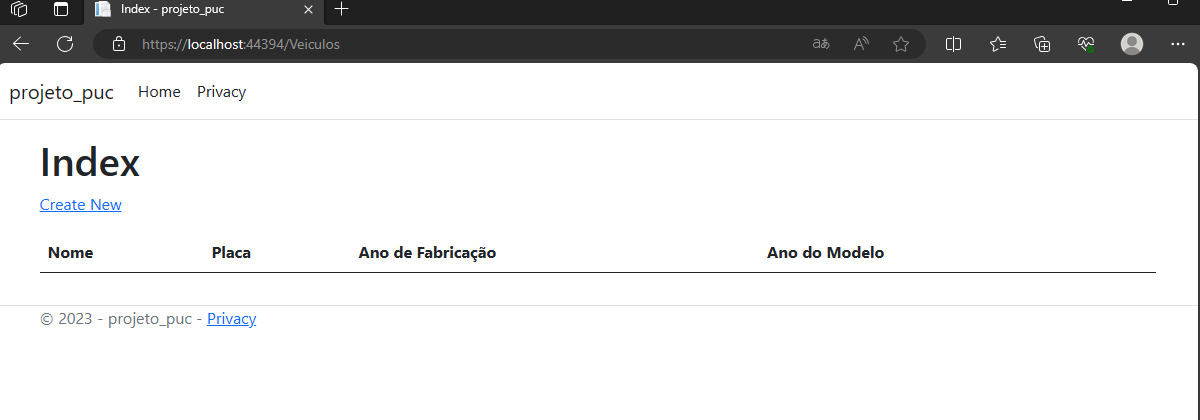 Index - projeto_puc
https://localhost:44394/Veiculos
projeto_puc Home Privacy
Index
Create New
Nome Placa Ano de Fabricação Ano do Modelo
© 2023 - projeto_puc - Privacy